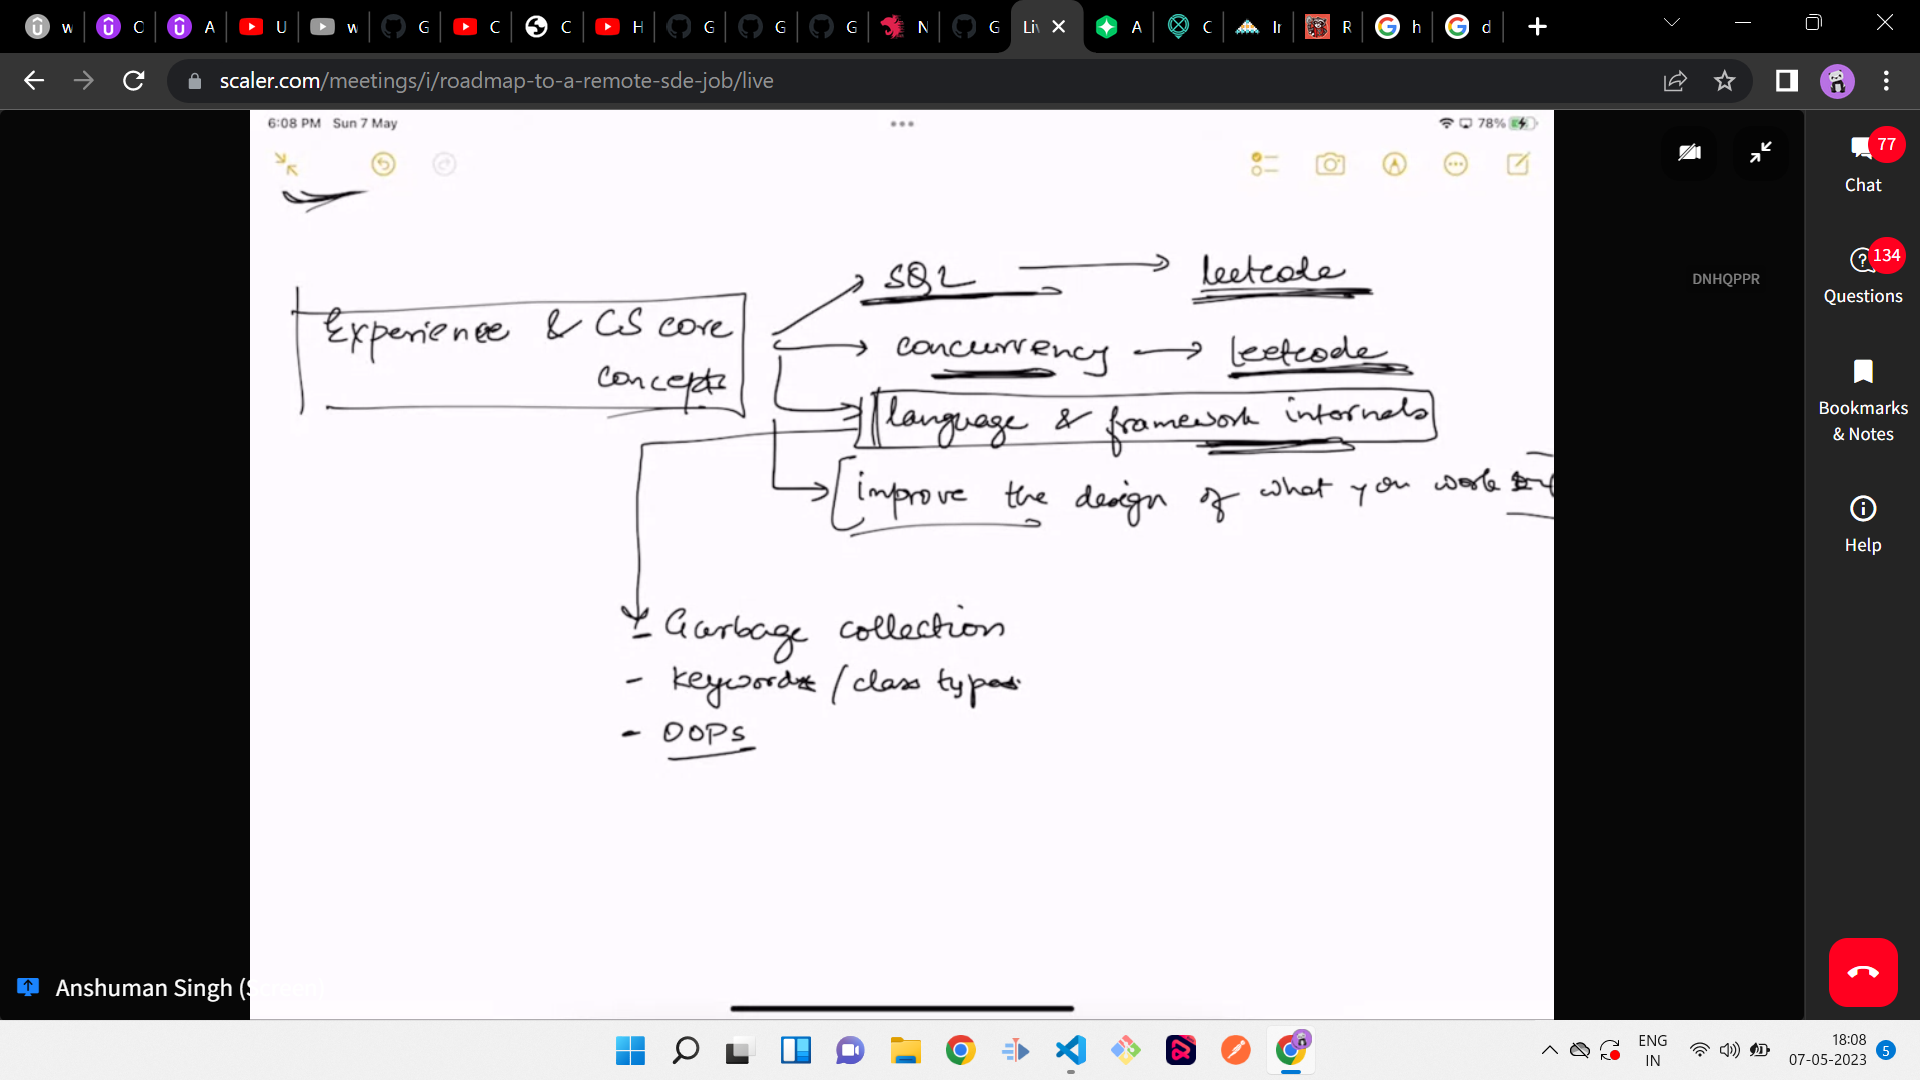 w
C
A
U
w
G
C
C
H
G
G
G
N
G
Liv
A
C
Ir
R
h
d
scaler.com/meetings/i/roadmap-to-a-remote-sde-job/live
6:08 PM Sun 7 May
78%
77
Chat
134
Questions
DNHQPPR
Bookmarks
& Notes
Help
SQL → leetcode
Experience & CS core
concepts
concurrency → leetcode
language & framework internals
improve the design of what you work
- Garbage collection
- keywords / class types
- OOPs
Anshuman Singh (Screen)
ENG
IN
18:08
07-05-2023
5